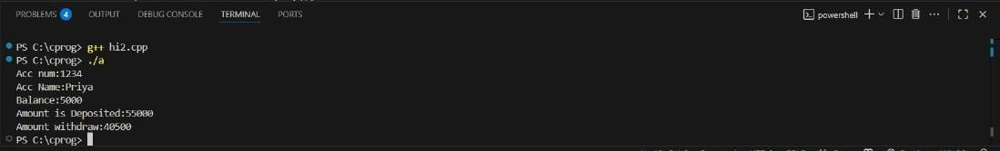 PROBLEMS 4 OUTPUT DEBUG CONSOLE TERMINAL PORTS powershell
PS C:\cprog> g++ hi2.cpp
PS C:\cprog> ./a
Acc num:1234
Acc Name:Priya
Balance:5000
Amount is Deposited:55000
Amount withdraw:40500
PS C:\cprog>